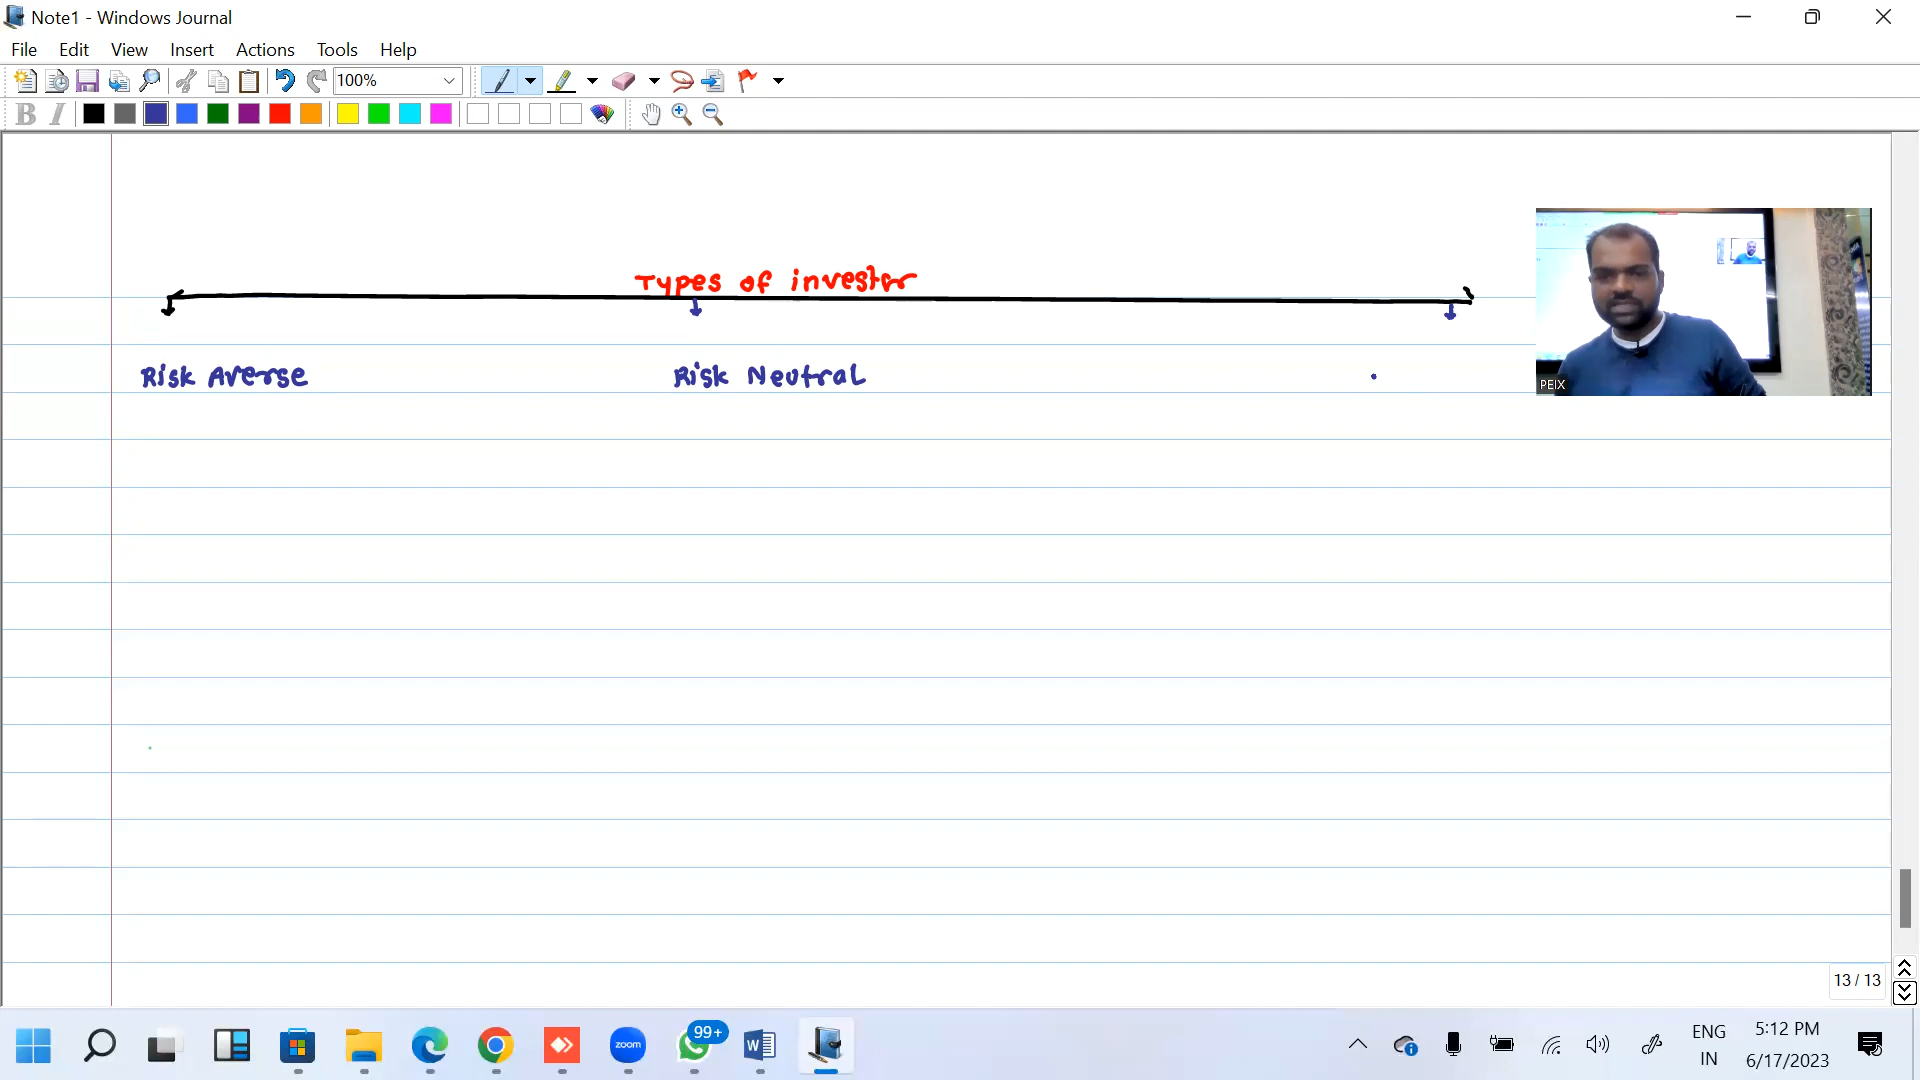 Note1 - Windows Journal
File Edit View Insert Actions Tools Help
100%
Types of investor
Risk Averse Risk Neutral
PEIX
13 / 13
99+
zoom
ENG
IN
5:12 PM
6/17/2023